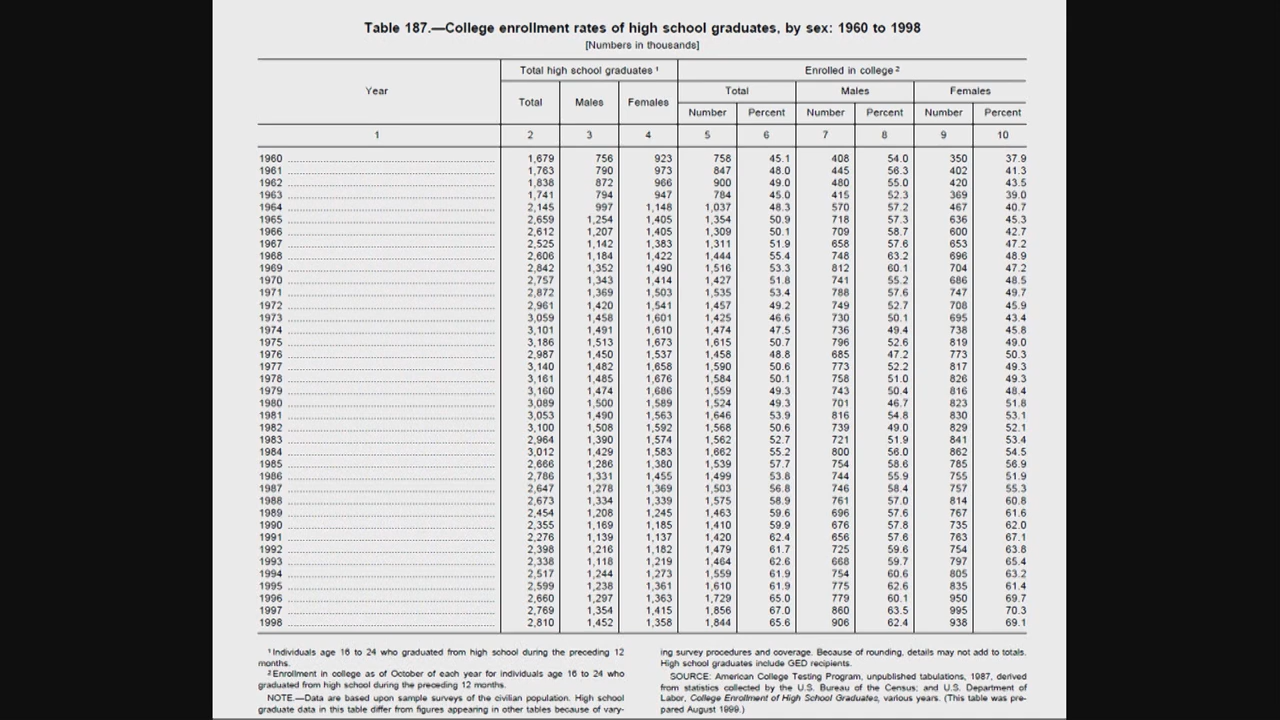 Table 187.—College enrollment rates of high school graduates, by sex: 1960 to 1998
[Numbers in thousands]
Year Total high school graduates ¹ Enrolled in college ²
Total Males Females Total Males Females
Number Percent Number Percent Number Percent
1 2 3 4 5 6 7 8 9 10
1960 1,679 756 923 758 45.1 408 54.0 350 37.9
1961 1,763 790 973 847 48.0 445 56.3 402 41.3
1962 1,838 872 966 900 49.0 480 55.0 420 43.5
1963 1,741 794 947 784 45.0 415 52.3 369 39.0
1964 2,145 997 1,148 1,037 48.3 570 57.2 467 40.7
1965 2,659 1,254 1,405 1,354 50.9 718 57.3 636 45.3
1966 2,612 1,207 1,405 1,309 50.1 709 58.7 600 42.7
1967 2,525 1,142 1,383 1,311 51.9 658 57.6 653 47.2
1968 2,606 1,184 1,422 1,444 55.4 748 63.2 696 48.9
1969 2,842 1,352 1,490 1,516 53.3 812 60.1 704 47.2
1970 2,757 1,343 1,414 1,427 51.8 741 55.2 686 48.5
1971 2,872 1,369 1,503 1,535 53.4 788 57.6 747 49.7
1972 2,961 1,420 1,541 1,457 49.2 749 52.7 708 45.9
1973 3,059 1,458 1,601 1,425 46.6 730 50.1 695 43.4
1974 3,101 1,491 1,610 1,474 47.5 736 49.4 738 45.8
1975 3,186 1,513 1,673 1,615 50.7 796 52.6 819 49.0
1976 2,987 1,450 1,537 1,458 48.8 685 47.2 773 50.3
1977 3,140 1,482 1,658 1,590 50.6 773 52.2 817 49.3
1978 3,161 1,485 1,676 1,584 50.1 758 51.0 826 49.3
1979 3,160 1,474 1,686 1,559 49.3 743 50.4 816 48.4
1980 3,089 1,500 1,589 1,524 49.3 701 46.7 823 51.8
1981 3,053 1,490 1,563 1,646 53.9 816 54.8 830 53.1
1982 3,100 1,508 1,592 1,568 50.6 739 49.0 829 52.1
1983 2,964 1,390 1,574 1,562 52.7 721 51.9 841 53.4
1984 3,012 1,429 1,583 1,662 55.2 800 56.0 862 54.5
1985 2,666 1,286 1,380 1,539 57.7 754 58.6 785 56.9
1986 2,786 1,331 1,455 1,499 53.8 744 55.9 755 51.9
1987 2,647 1,278 1,369 1,503 56.8 746 58.4 757 55.3
1988 2,673 1,334 1,339 1,575 58.9 761 57.0 814 60.8
1989 2,454 1,208 1,245 1,463 59.6 696 57.6 767 61.6
1990 2,355 1,169 1,185 1,410 59.9 676 57.8 735 62.0
1991 2,276 1,139 1,137 1,420 62.4 656 57.6 763 67.1
1992 2,398 1,216 1,182 1,479 61.7 725 59.6 754 63.8
1993 2,338 1,118 1,219 1,464 62.6 668 59.7 797 65.4
1994 2,517 1,244 1,273 1,559 61.9 754 60.6 805 63.2
1995 2,599 1,238 1,361 1,610 61.9 775 62.6 835 61.4
1996 2,660 1,297 1,363 1,729 65.0 779 60.1 950 69.7
1997 2,769 1,354 1,415 1,856 67.0 860 63.5 995 70.3
1998 2,810 1,452 1,358 1,844 65.6 906 62.4 938 69.1
¹ Individuals age 16 to 24 who graduated from high school during the preceding 12
months.
² Enrollment in college as of October of each year for individuals age 16 to 24 who
graduated from high school during the preceding 12 months.
NOTE.—Data are based upon sample surveys of the civilian population. High school
graduate data in this table differ from figures appearing in other tables because of vary-
ing survey procedures and coverage. Because of rounding, details may not add to totals.
High school graduates include GED recipients.
SOURCE: American College Testing Program, unpublished tabulations, 1987, derived
from statistics collected by the U.S. Bureau of the Census; and U.S. Department of
Labor, College Enrollment of High School Graduates, various years. (This table was pre-
pared August 1999.)